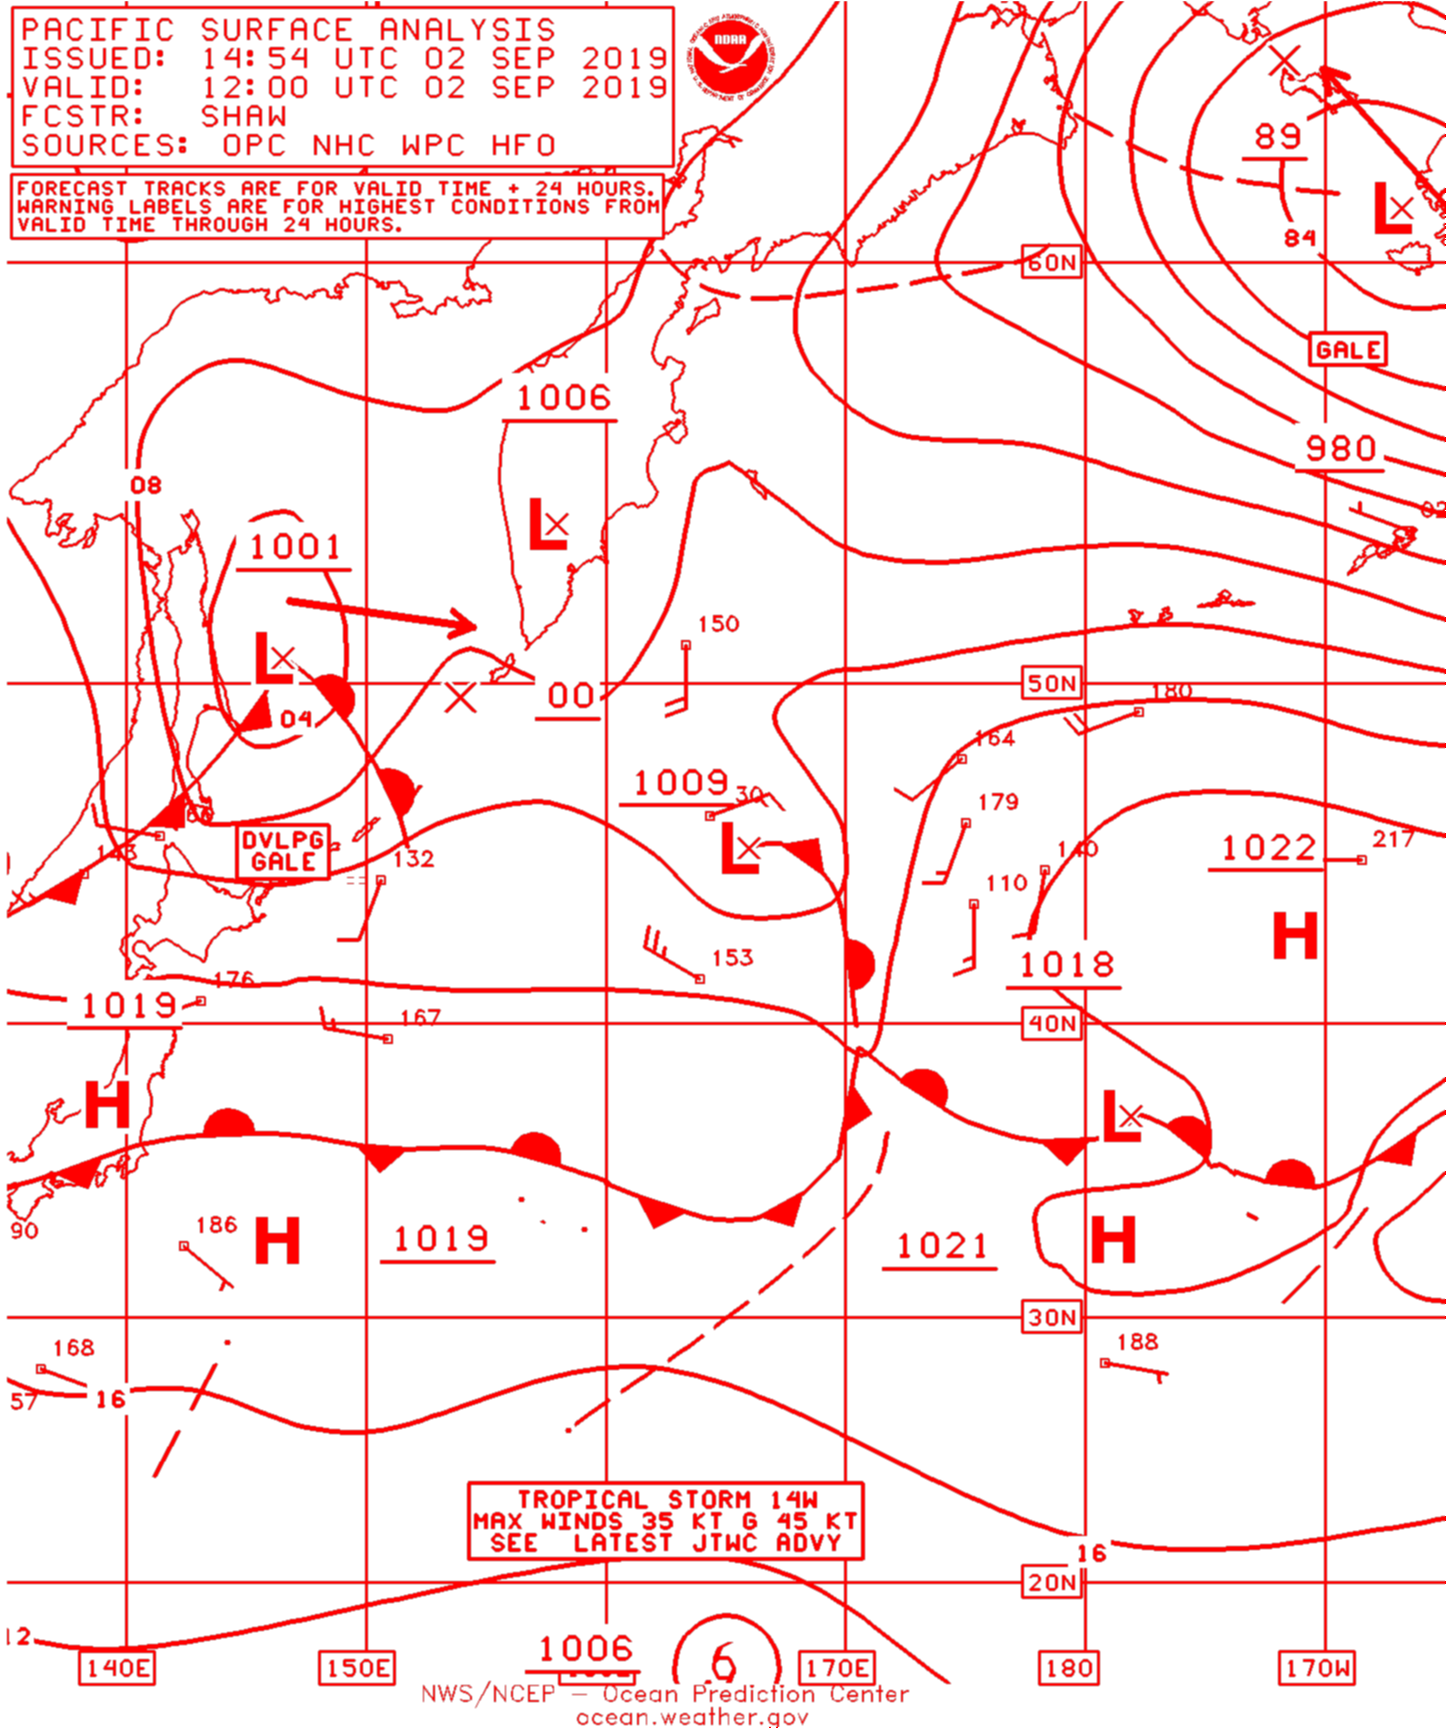 PACIFIC SURFACE ANALYSIS
ISSUED: 14:54 UTC 02 SEP 2019
VALID: 12:00 UTC 02 SEP 2019
FCSTR: SHAW
SOURCES: OPC NHC WPC HFO
NOAA
FORECAST TRACKS ARE FOR VALID TIME + 24 HOURS.
WARNING LABELS ARE FOR HIGHEST CONDITIONS FROM
VALID TIME THROUGH 24 HOURS.
89
L
84
60N
GALE
1006
980
08
02
1001
L
150
L
00
50N
180
04
164
1009
30
179
DVLPG
GALE
132
L
140
1022
217
110
H
153
1018
176
1019
167
40N
H
L
90
186
H
1019
1021
H
30N
168
188
57
16
TROPICAL STORM 14W
MAX WINDS 35 KT G 45 KT
SEE LATEST JTWC ADVY
16
20N
12
1006
6
140E
150E
170E
180
170W
NWS/NCEP – Ocean Prediction Center
ocean.weather.gov